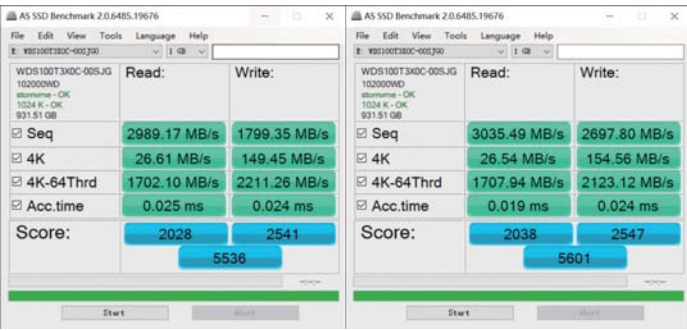 AS SSD Benchmark 2.0.6485.19676
File Edit View Tools Language Help
E: WDS100T3X0C-00SJG0 1 GB
WDS100T3X0C-00SJG
102000WD
stornvme - OK
1024 K - OK
931.51 GB
Read: Write:
Seq 2989.17 MB/s 1799.35 MB/s
4K 26.61 MB/s 149.45 MB/s
4K-64Thrd 1702.10 MB/s 2211.26 MB/s
Acc.time 0.025 ms 0.024 ms
Score: 2028 2541
5536
-:--:--
Start Abort
AS SSD Benchmark 2.0.6485.19676
File Edit View Tools Language Help
E: WDS100T3X0C-00SJG0 1 GB
WDS100T3X0C-00SJG
102000WD
stornvme - OK
1024 K - OK
931.51 GB
Read: Write:
Seq 3035.49 MB/s 2697.80 MB/s
4K 26.54 MB/s 154.56 MB/s
4K-64Thrd 1707.94 MB/s 2123.12 MB/s
Acc.time 0.019 ms 0.024 ms
Score: 2038 2547
5601
-:--:--
Start Abort